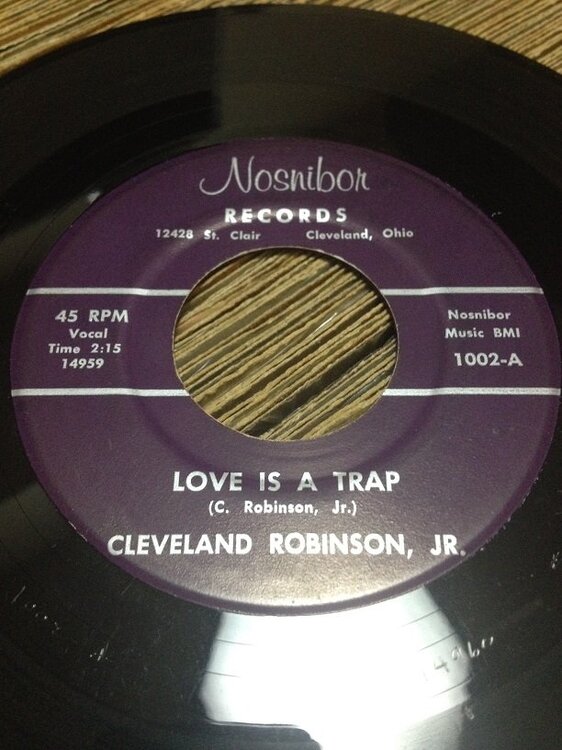 Nosnibor
RECORDS
12428 St. Clair Cleveland, Ohio
45 RPM
Vocal
Time 2:15
14959
Nosnibor
Music BMI
1002-A
LOVE IS A TRAP
(C. Robinson, Jr.)
CLEVELAND ROBINSON, JR.